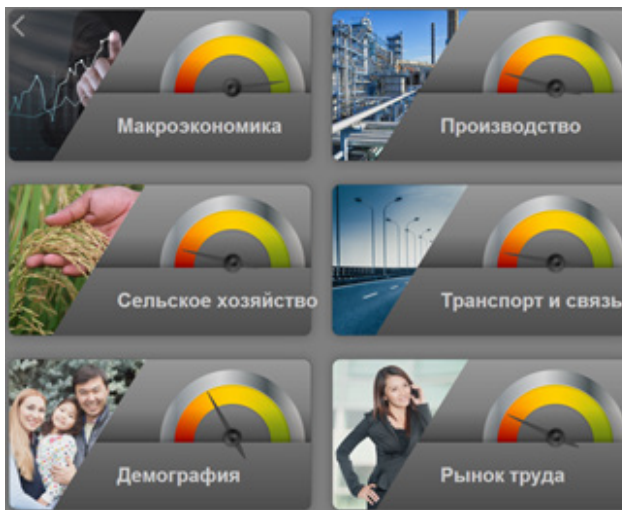 Макроэкономика
Производство
Сельское хозяйство
Транспорт и связь
Демография
Рынок труда